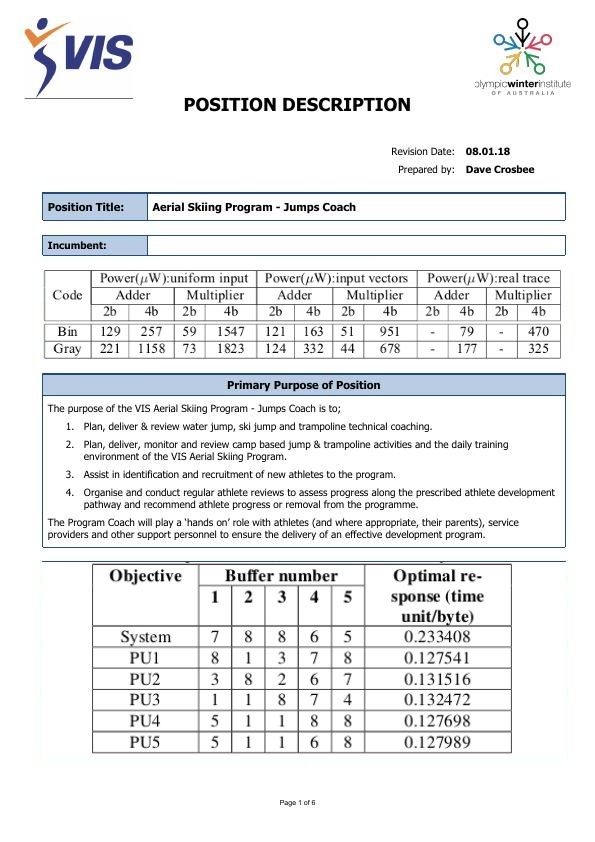 VIS
olympicwinterinstitute
OF AUSTRALIA
POSITION DESCRIPTION
Revision Date: 08.01.18
Prepared by: Dave Crosbee
Position Title: Aerial Skiing Program - Jumps Coach
Incumbent:
Code Power(μW):uniform input Power(μW):input vectors Power(μW):real trace
Adder Multiplier Adder Multiplier Adder Multiplier
2b 4b 2b 4b 2b 4b 2b 4b 2b 4b 2b 4b
Bin 129 257 59 1547 121 163 51 951 - 79 - 470
Gray 221 1158 73 1823 124 332 44 678 - 177 - 325
Primary Purpose of Position
The purpose of the VIS Aerial Skiing Program - Jumps Coach is to;
1. Plan, deliver & review water jump, ski jump and trampoline technical coaching.
2. Plan, deliver, monitor and review camp based jump & trampoline activities and the daily training
environment of the VIS Aerial Skiing Program.
3. Assist in identification and recruitment of new athletes to the program.
4. Organise and conduct regular athlete reviews to assess progress along the prescribed athlete development
pathway and recommend athlete progress or removal from the programme.
The Program Coach will play a 'hands on' role with athletes (and where appropriate, their parents), service
providers and other support personnel to ensure the delivery of an effective development program.
Objective Buffer number Optimal re-
1 2 3 4 5 sponse (time
unit/byte)
System 7 8 8 6 5 0.233408
PU1 8 1 3 7 8 0.127541
PU2 3 8 2 6 7 0.131516
PU3 1 1 8 7 4 0.132472
PU4 5 1 1 8 8 0.127698
PU5 5 1 1 6 8 0.127989
Page 1 of 6